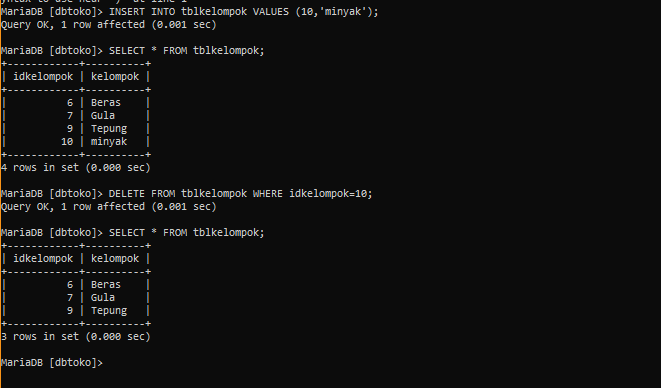 MariaDB [dbtoko]> INSERT INTO tblkelompok VALUES (10,'minyak');
Query OK, 1 row affected (0.001 sec)
MariaDB [dbtoko]> SELECT * FROM tblkelompok;
+------------+----------+
| idkelompok | kelompok |
+------------+----------+
|          6 | Beras    |
|          7 | Gula     |
|          9 | Tepung   |
|         10 | minyak   |
+------------+----------+
4 rows in set (0.000 sec)
MariaDB [dbtoko]> DELETE FROM tblkelompok WHERE idkelompok=10;
Query OK, 1 row affected (0.001 sec)
MariaDB [dbtoko]> SELECT * FROM tblkelompok;
+------------+----------+
| idkelompok | kelompok |
+------------+----------+
|          6 | Beras    |
|          7 | Gula     |
|          9 | Tepung   |
+------------+----------+
3 rows in set (0.000 sec)
MariaDB [dbtoko]>